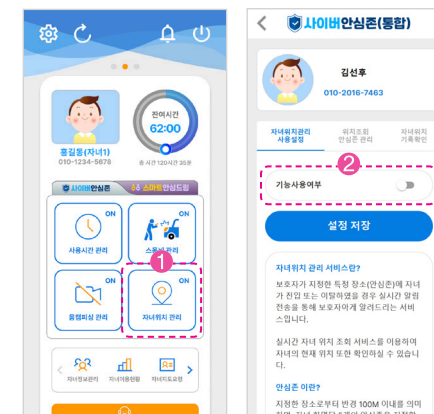 잔여시간
62:00
홍길동(자녀1)
010-1234-5678
총 시간 120시간 35분
사이버안심존
스마트안심드림
ON
사용시간 관리
ON
관리
ON
몸캠피싱 관리
ON
자녀위치 관리
1
자녀정보관리
자녀이용현황
자녀지도요령
사이버안심존(통합)
김선후
010-2016-7463
자녀위치관리
사용설정
위치조회
안심존 관리
자녀위치
기록확인
2
기능사용여부
설정 저장
자녀위치 관리 서비스란?
보호자가 지정한 특정 장소(안심존)에 자녀
가 진입 또는 이탈하였을 경우 실시간 알림
전송을 통해 보호자아게 알려드리는 서비
스입니다.
실시간 자녀 위치 조회 서비스를 이용하여
자녀의 현재 위치 또한 확인하실 수 있습니
다.
안심존 이란?
지정한 장소로부터 반경 100M 이내를 의미